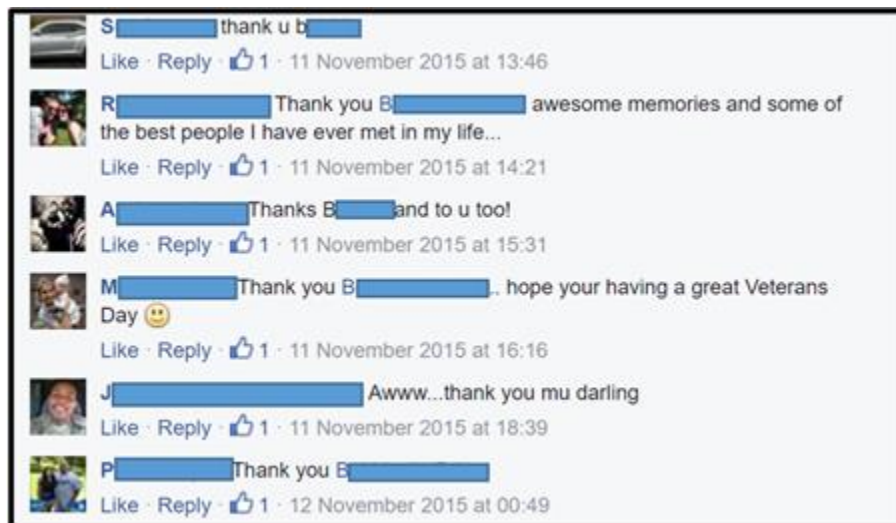 S thank u b
Like · Reply · 1 · 11 November 2015 at 13:46
R Thank you B awesome memories and some of
the best people I have ever met in my life...
Like · Reply · 1 · 11 November 2015 at 14:21
A Thanks B and to u too!
Like · Reply · 1 · 11 November 2015 at 15:31
M Thank you B .. hope your having a great Veterans
Day
Like · Reply · 1 · 11 November 2015 at 16:16
J Awww...thank you mu darling
Like · Reply · 1 · 11 November 2015 at 18:39
P Thank you B
Like · Reply · 1 · 12 November 2015 at 00:49